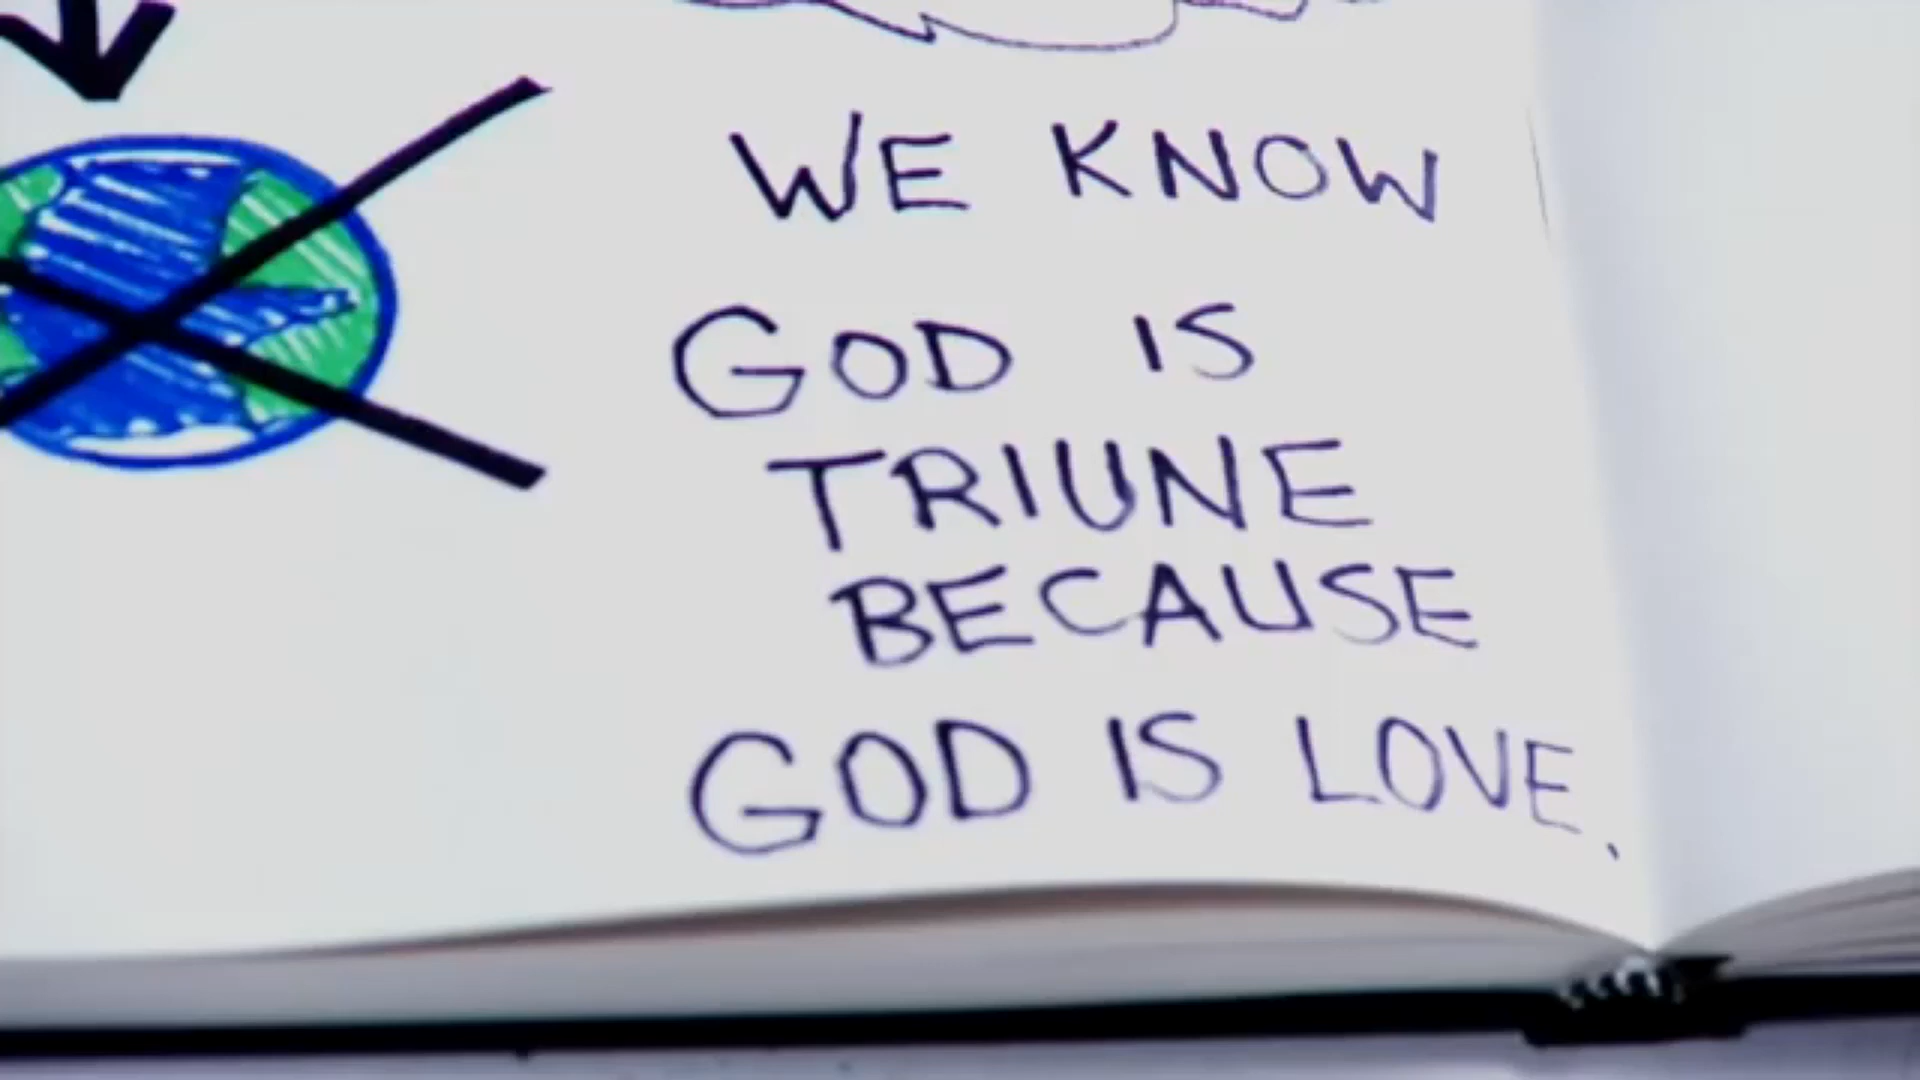 WE KNOW
GOD IS
TRIUNE
BECAUSE
GOD IS LOVE.